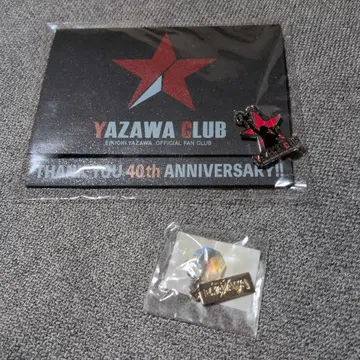 YAZAWA CLUB
EIKICHI YAZAWA OFFICIAL FAN CLUB
THANK YOU 40th ANNIVERSARY!!